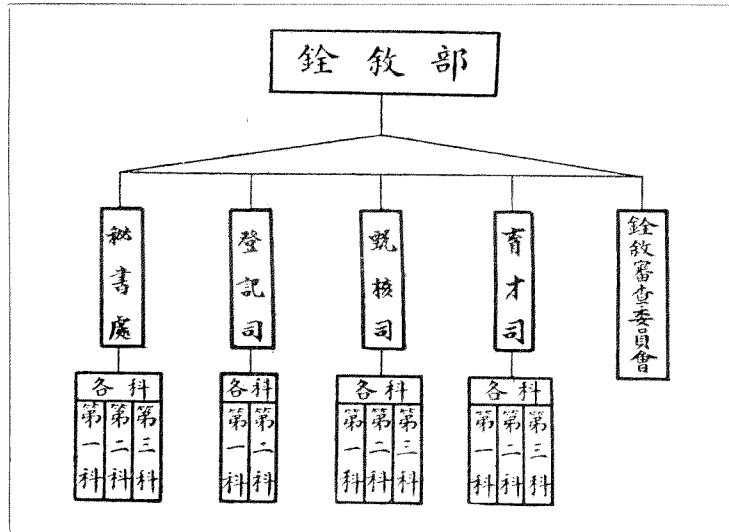 銓敘部
秘書處
登記司
甄核司
育才司
銓敘審查委員會
各科
第一科
第二科
第三科
各科
第一科
第二科
各科
第一科
第二科
第三科
各科
第一科
第二科
第三科